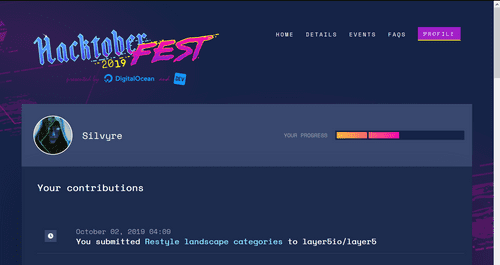 Hacktober
FEST
2019
presented by DigitalOcean and DEV
HOME DETAILS EVENTS FAQS PROFILE
Silvyre
YOUR PROGRESS
Your contributions
October 02, 2019 04:09
You submitted Restyle landscape categories to layer5io/layer5